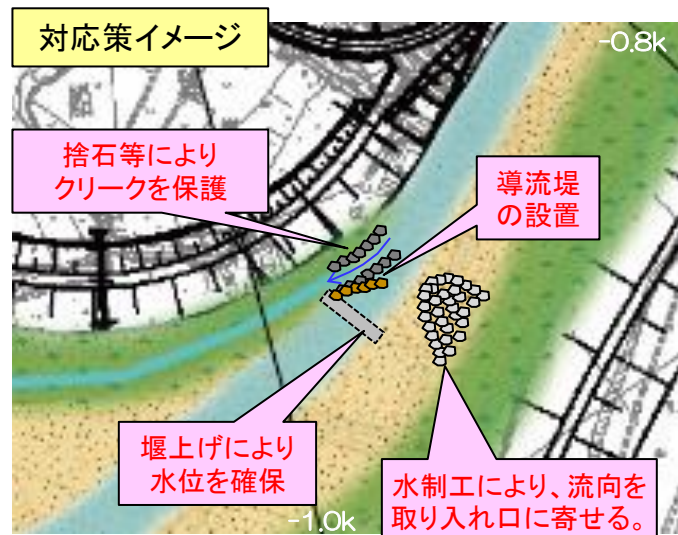 対応策イメージ
-0.8k
捨石等により
クリークを保護
導流堤
の設置
堰上げにより
水位を確保
水制工により、流向を
取り入れ口に寄せる。
-1.0k